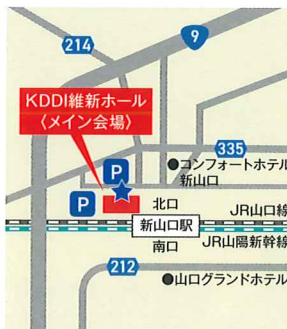 9
214
KDDI維新ホール
〈メイン会場〉
335
P
●コンフォートホテル
新山口
P
北口
JR山口線
新山口駅
南口
JR山陽新幹線
212
●山口グランドホテル